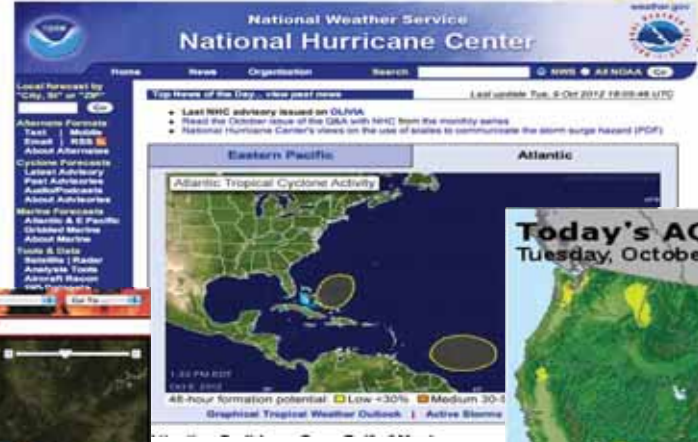 weather.gov
National Weather Service
National Hurricane Center
Home News Organization Search NWS All NOAA Go
Local forecast by
"City, St" or "ZIP"
Go
Top News of the Day... view past news Last update Tue, 9 Oct 2012 18:05:46 UTC
Last NHC advisory issued on OLIVIA
Read the October issue of the Q&A with NHC from the monthly series
National Hurricane Center's views on the use of scales to communicate the storm surge hazard (PDF)
Alternate Formats
Text | Mobile
Email | RSS
About Alternates
Cyclone Forecasts
Latest Advisory
Past Advisories
Audio/Podcasts
About Advisories
Marine Forecasts
Atlantic & E Pacific
Gridded Marine
About Marine
Tools & Data
Satellite | Radar
Analysis Tools
Aircraft Recon
Eastern Pacific Atlantic
Atlantic Tropical Cyclone Activity
Today's AQ
Tuesday, Octobe
Go To ...
48-hour formation potential: Low <30% Medium 30-5
Graphical Tropical Weather Outlook | Active Storms